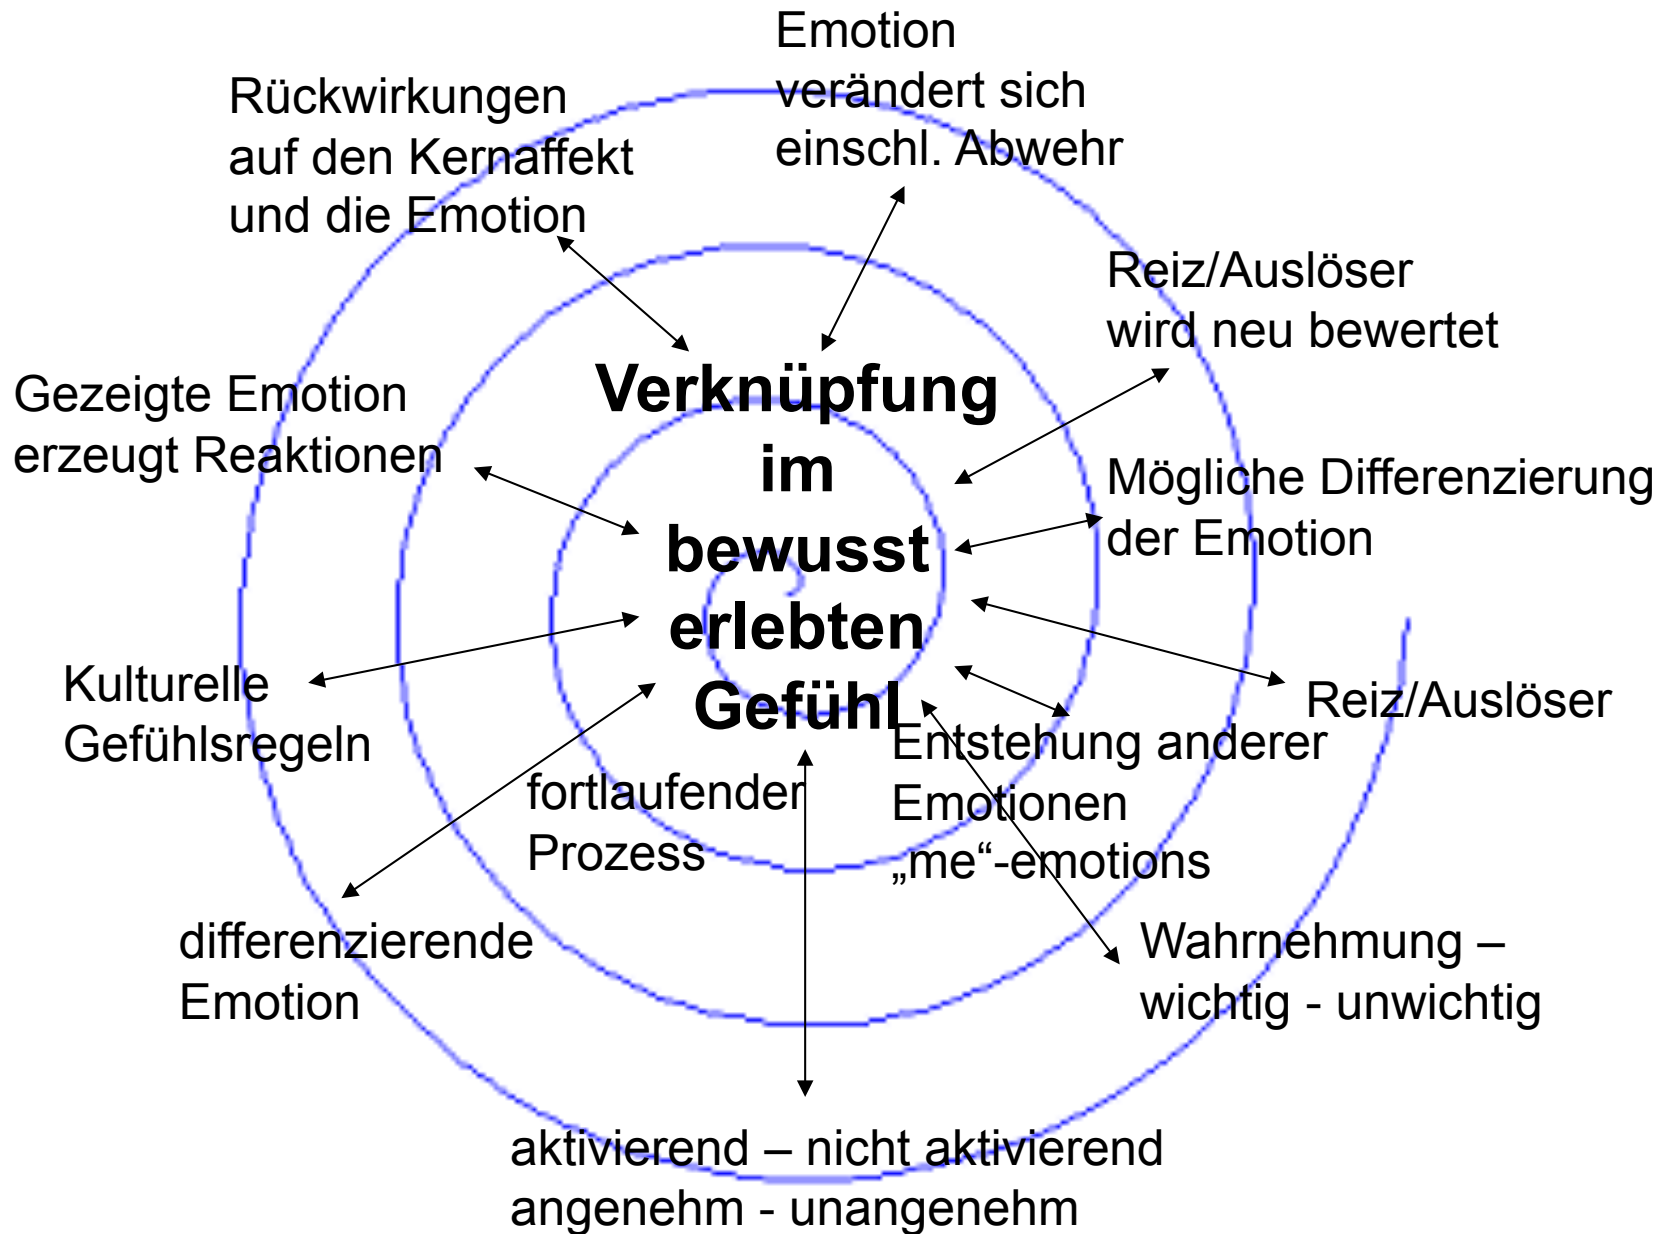 Emotion
verändert sich
einschl. Abwehr
Rückwirkungen
auf den Kernaffekt
und die Emotion
Reiz/Auslöser
wird neu bewertet
Gezeigte Emotion
erzeugt Reaktionen
Verknüpfung
im
bewusst
erlebten
Gefühl
Mögliche Differenzierung
der Emotion
Kulturelle
Gefühlsregeln
Reiz/Auslöser
Entstehung anderer
Emotionen
„me“-emotions
fortlaufender
Prozess
differenzierende
Emotion
Wahrnehmung –
wichtig - unwichtig
aktivierend – nicht aktivierend
angenehm - unangenehm